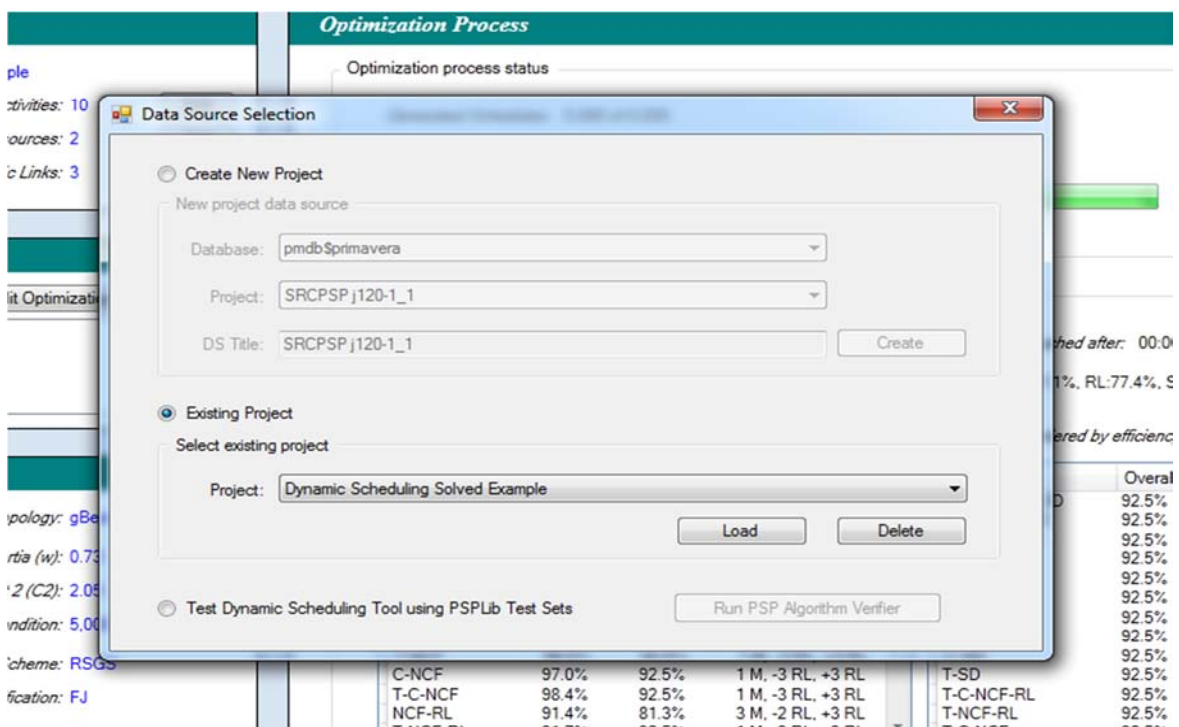 Optimization Process
ple
Optimization process status
ctivities: 10
ources: 2
c Links: 3
Data Source Selection
Create New Project
New project data source
Database: pmdb$primavera
Project: SRCPSP j120-1_1
DS Title: SRCPSP j120-1_1 Create
Existing Project
Select existing project
Project: Dynamic Scheduling Solved Example
Load Delete
Test Dynamic Scheduling Tool using PSPLib Test Sets Run PSP Algorithm Verifier
dit Optimizati
pology: gBe
rtia (w): 0.73
2 (C2): 2.05
ndition: 5,00
cheme: RSGS
fication: FJ
ched after: 00:0
1%, RL:77.4%, S
ered by efficienc
Overal
D 92.5%
92.5%
92.5%
92.5%
92.5%
92.5%
92.5%
92.5%
92.5%
C-NCF 97.0% 92.5% 1 M, -3 RL, +3 RL T-SD 92.5%
T-C-NCF 98.4% 92.5% 1 M, -3 RL, +3 RL T-C-NCF-RL 92.5%
NCF-RL 91.4% 81.3% 3 M, -2 RL, +3 RL T-NCF-RL 92.5%